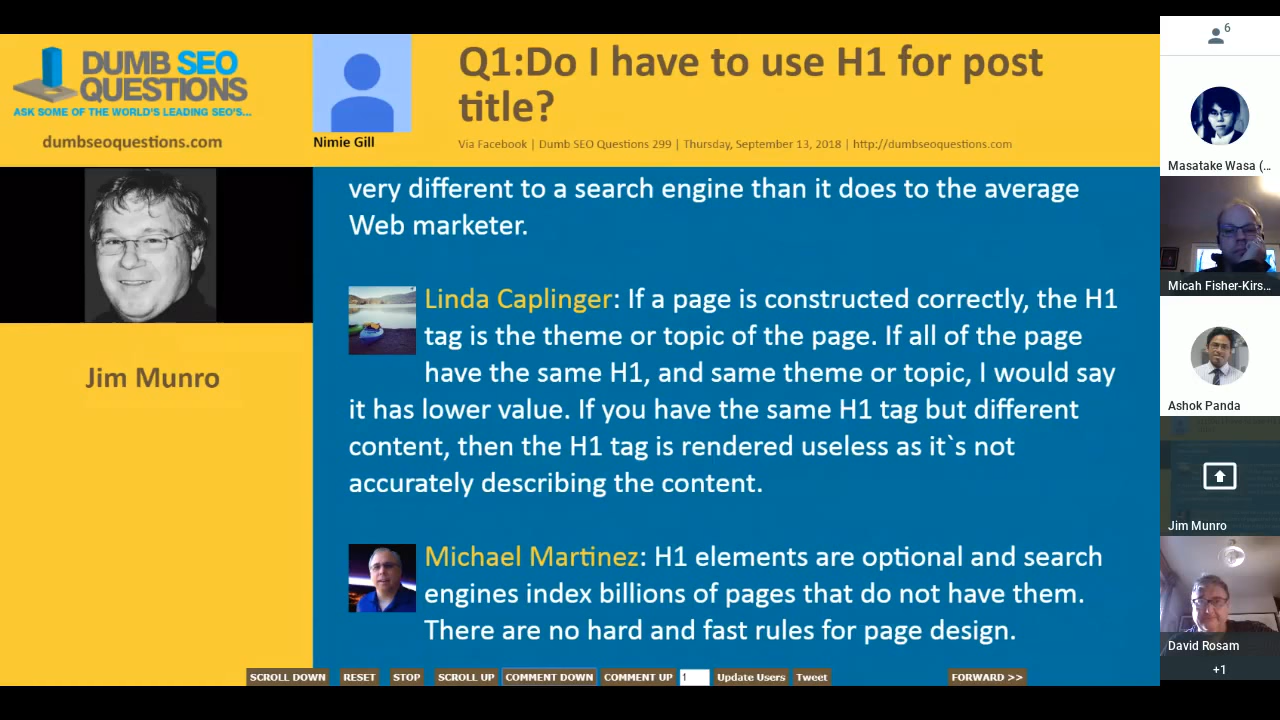 DUMB SEO
QUESTIONS
ASK SOME OF THE WORLD'S LEADING SEO'S...
dumbseoquestions.com
Nimie Gill
Q1:Do I have to use H1 for post
title?
Via Facebook | Dumb SEO Questions 299 | Thursday, September 13, 2018 | http://dumbseoquestions.com
Jim Munro
very different to a search engine than it does to the average
Web marketer.
Linda Caplinger: If a page is constructed correctly, the H1
tag is the theme or topic of the page. If all of the page
have the same H1, and same theme or topic, I would say
it has lower value. If you have the same H1 tag but different
content, then the H1 tag is rendered useless as it`s not
accurately describing the content.
Michael Martinez: H1 elements are optional and search
engines index billions of pages that do not have them.
There are no hard and fast rules for page design.
SCROLL DOWN RESET STOP SCROLL UP COMMENT DOWN COMMENT UP 1 Update Users Tweet FORWARD >>
6
Masatake Wasa (...
Micah Fisher-Kirs...
Ashok Panda
Jim Munro
David Rosam
+1